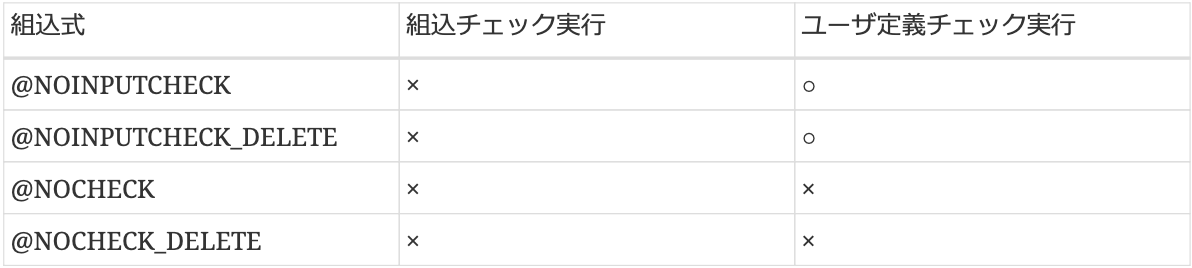 組込式 組込チェック実行 ユーザ定義チェック実行
@NOINPUTCHECK × ○
@NOINPUTCHECK_DELETE × ○
@NOCHECK × ×
@NOCHECK_DELETE × ×